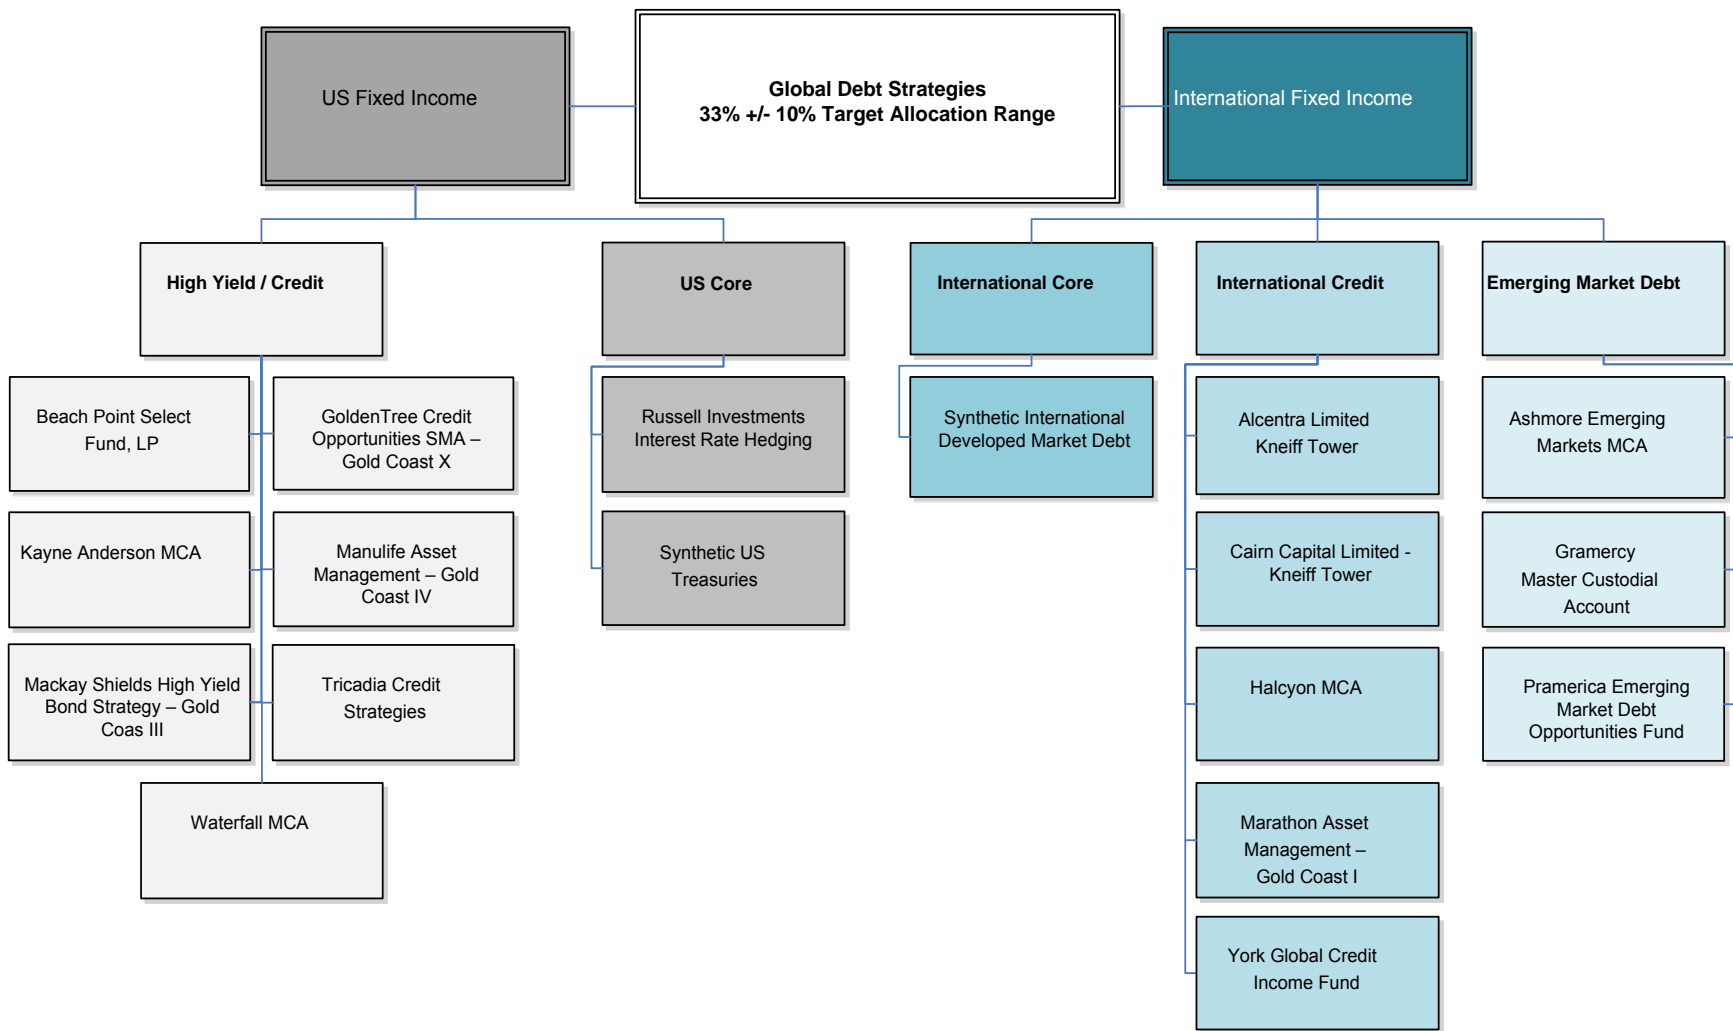 US Fixed Income
Global Debt Strategies
33% +/- 10% Target Allocation Range
International Fixed Income
High Yield / Credit
US Core
International Core
International Credit
Emerging Market Debt
Beach Point Select
Fund, LP
GoldenTree Credit
Opportunities SMA –
Gold Coast X
Russell Investments
Interest Rate Hedging
Synthetic International
Developed Market Debt
Alcentra Limited
Kneiff Tower
Ashmore Emerging
Markets MCA
Kayne Anderson MCA
Manulife Asset
Management – Gold
Coast IV
Synthetic US
Treasuries
Cairn Capital Limited -
Kneiff Tower
Gramercy
Master Custodial
Account
Mackay Shields High Yield
Bond Strategy – Gold
Coas III
Tricadia Credit
Strategies
Halcyon MCA
Pramerica Emerging
Market Debt
Opportunities Fund
Waterfall MCA
Marathon Asset
Management –
Gold Coast I
York Global Credit
Income Fund